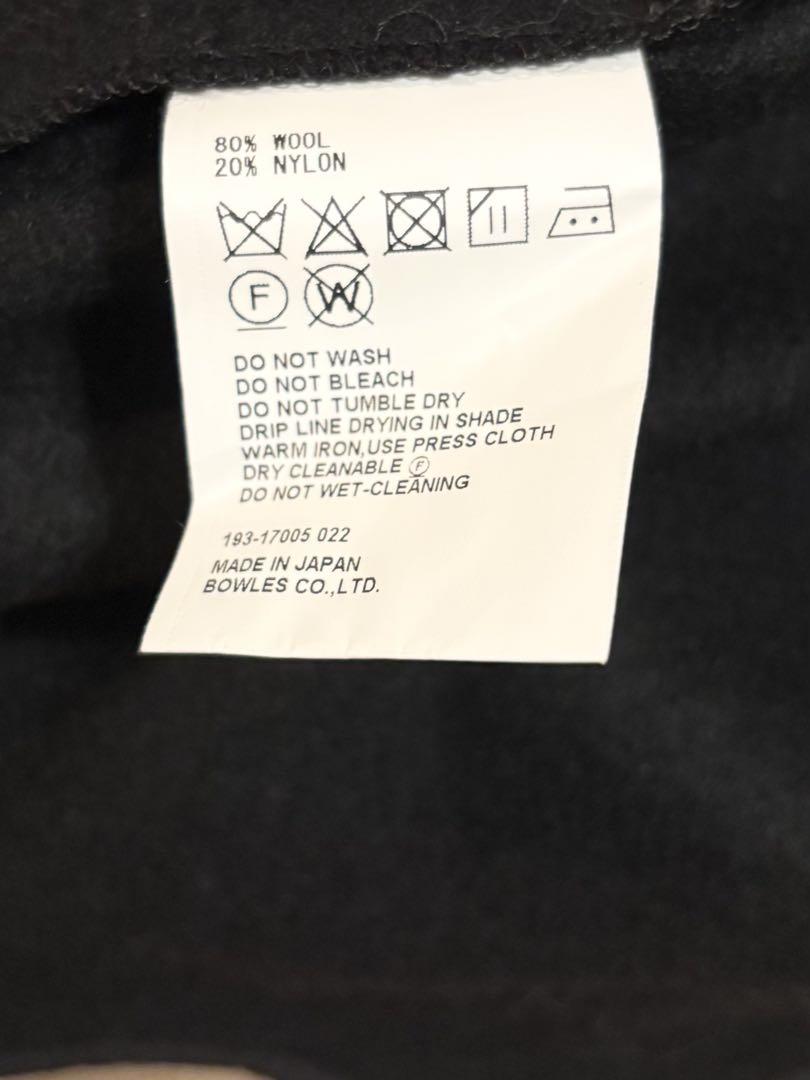 80% WOOL
20% NYLON
F W
DO NOT WASH
DO NOT BLEACH
DO NOT TUMBLE DRY
DRIP LINE DRYING IN SHADE
WARM IRON,USE PRESS CLOTH
DRY CLEANABLE Ⓕ
DO NOT WET-CLEANING
193-17005 022
MADE IN JAPAN
BOWLES CO.,LTD.